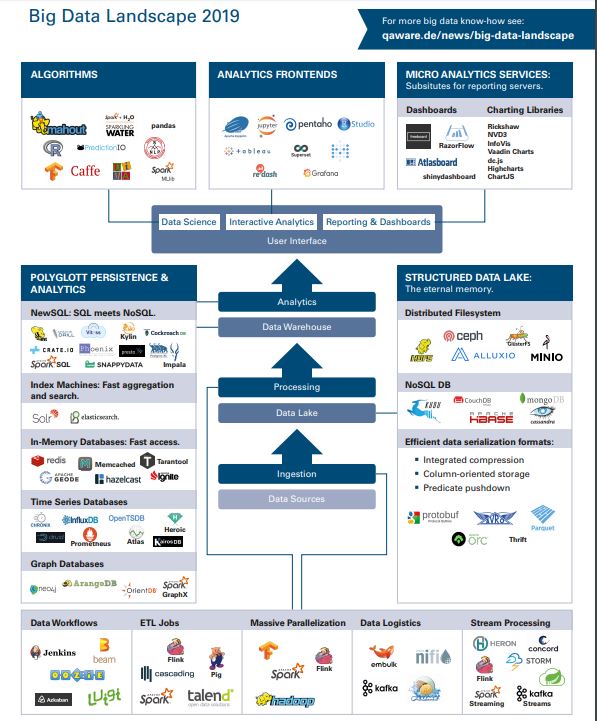 Big Data Landscape 2019
For more big data know-how see:
qaware.de/news/big-data-landscape
ALGORITHMS
mahout
Spark + H₂O
SPARKLING
WATER
pandas
R
PredictionIO
NLP
Caffe
Spark
MLlib
ANALYTICS FRONTENDS
jupyter
pentaho
R Studio
+ a b l e a u
Superset
re:dash
Grafana
MICRO ANALYTICS SERVICES:
Subsitutes for reporting servers.
Dashboards
Charting Libraries
RazorFlow
Atlasboard
shinydashboard
Rickshaw
NVD3
InfoVis
Vaadin Charts
dc.js
Highcharts
ChartJS
Data Science
Interactive Analytics
Reporting & Dashboards
User Interface
POLYGLOTT PERSISTENCE &
ANALYTICS
NewSQL: SQL meets NoSQL.
DRILL
Vitess
Kylin
Cockroach DB
CRATE.IO
Phoenix
presto
Impala
Spark SQL
SNAPPYDATA
Index Machines: Fast aggregation
and search.
Solr
elasticsearch.
In-Memory Databases: Fast access.
redis
Memcached
Tarantool
APACHE
GEODE
hazelcast
Ignite
Time Series Databases
CHRONIX
InfluxDB
OpenTSDB
Heroic
druid
Prometheus
Atlas
KairosDB
Graph Databases
neo4j
ArangoDB
OrientDB
Spark
GraphX
Analytics
Data Warehouse
Processing
Data Lake
Ingestion
Data Sources
STRUCTURED DATA LAKE:
The eternal memory.
Distributed Filesystem
HDFS
ceph
GlusterFS
ALLUXIO
MINIO
NoSQL DB
KUDU
CouchDB
mongoDB
APACHE
HBASE
cassandra
Efficient data serialization formats:
▪ Integrated compression
▪ Column-oriented storage
▪ Predicate pushdown
protobuf
Protocol Buffers
AVRO
Parquet
orc
Thrift
Data Workflows
Jenkins
beam
OOZIE
Azkaban
Luigi
ETL Jobs
Flink
cascading
Pig
Spark
talend
open data solutions
Massive Parallelization
Flink
Spark
hadoop
Data Logistics
embulk
nifi
kafka
Stream Processing
HERON
concord
Flink
STORM
Spark
Streaming
kafka
Streams